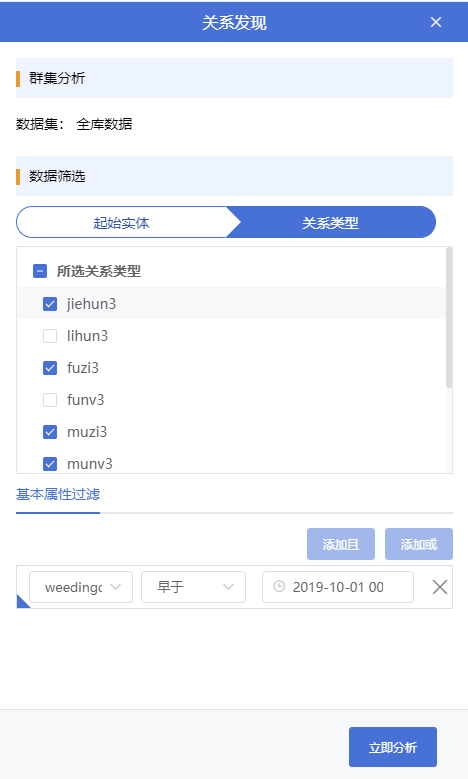 关系发现
群集分析
数据集： 全库数据
数据筛选
起始实体 关系类型
所选关系类型
jiehun3
lihun3
fuzi3
funv3
muzi3
munv3
基本属性过滤
添加且 添加或
weedingc 早于 2019-10-01 00
立即分析